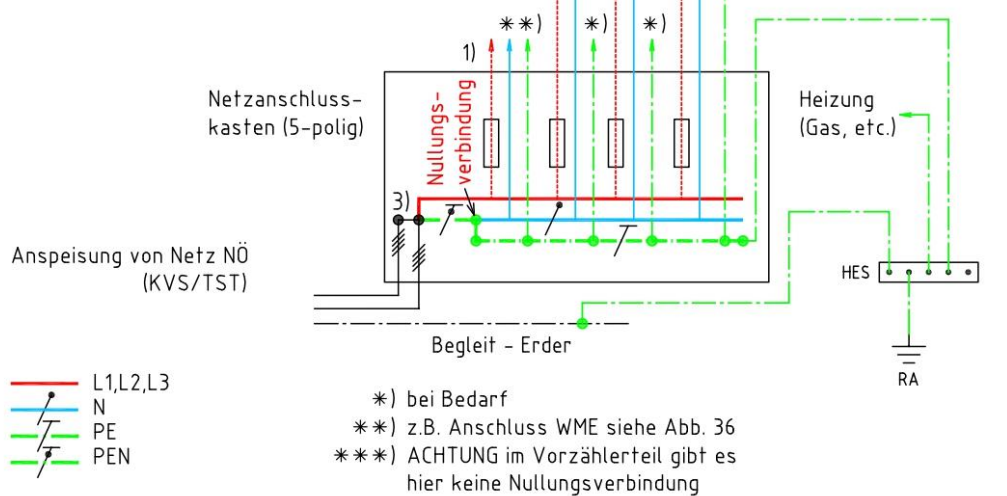 **)
*)
*)
1)
Netzanschluss-
kasten (5-polig)
Nullungs-
verbindung
Heizung
(Gas, etc.)
3)
Anspeisung von Netz NÖ
(KVS/TST)
HES
Begleit - Erder
RA
L1,L2,L3
N
PE
PEN
*) bei Bedarf
**) z.B. Anschluss WME siehe Abb. 36
***) ACHTUNG im Vorzählerteil gibt es
hier keine Nullungsverbindung